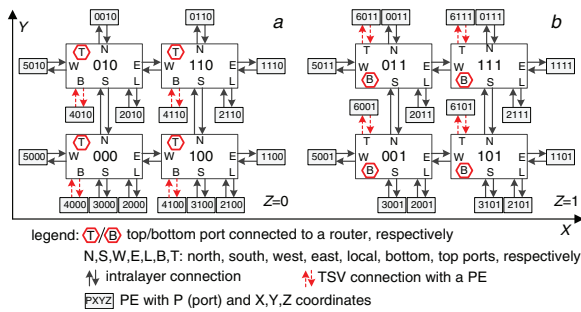 Y
a
b
0010 0110 6011 0011 6111 0111
T N T N T N T N
5010 W 010 E W 110 E 1110 5011 W 011 E W 111 E 1111
B S L B S L B S L B S L
4010 2010 4110 2110 6001 2011 6101 2111
T N T N T N T N
5000 W 000 E W 100 E 1100 5001 W 001 E W 101 E 1101
B S L B S L B S L B S L
4000 3000 2000 4100 3100 2100 Z=0 3001 2001 3101 2101 Z=1
X
legend: T/B top/bottom port connected to a router, respectively
N,S,W,E,L,B,T: north, south, west, east, local, bottom, top ports, respectively
intralayer connection TSV connection with a PE
PXYZ PE with P (port) and X,Y,Z coordinates